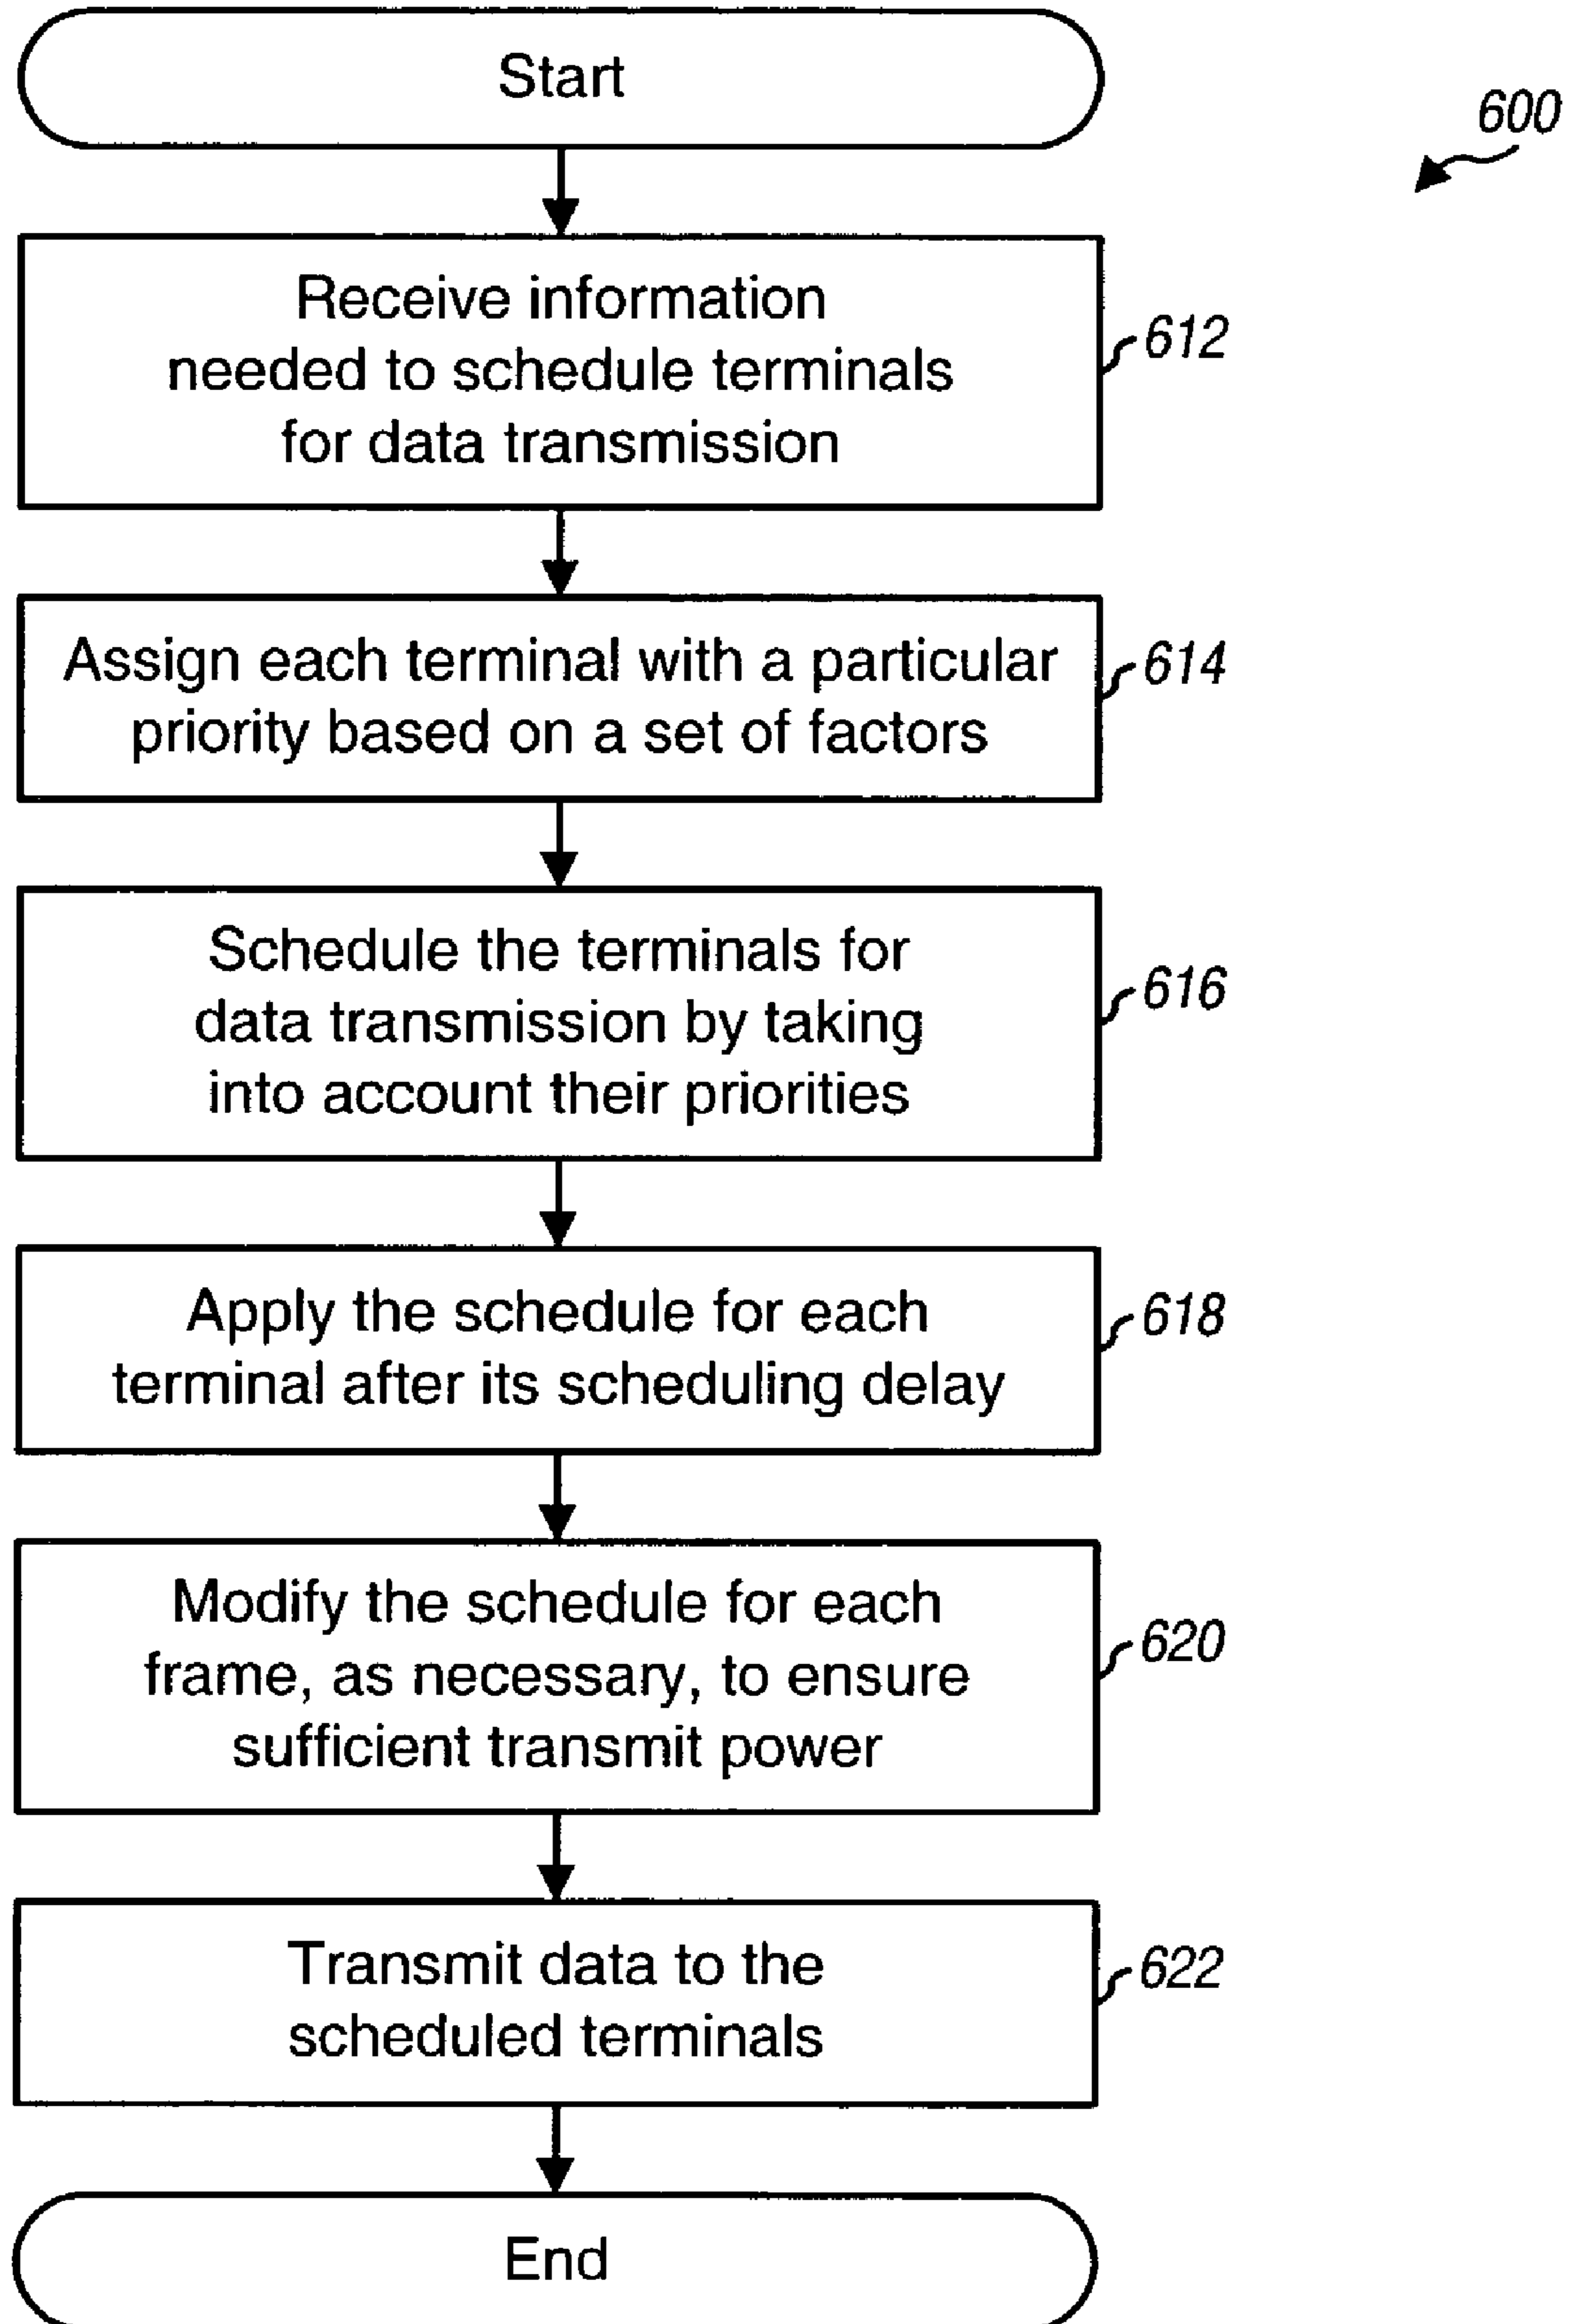 Start
600
Receive information
needed to schedule terminals
for data transmission
612
Assign each terminal with a particular
priority based on a set of factors
614
Schedule the terminals for
data transmission by taking
into account their priorities
616
Apply the schedule for each
terminal after its scheduling delay
618
Modify the schedule for each
frame, as necessary, to ensure
sufficient transmit power
620
Transmit data to the
scheduled terminals
622
End